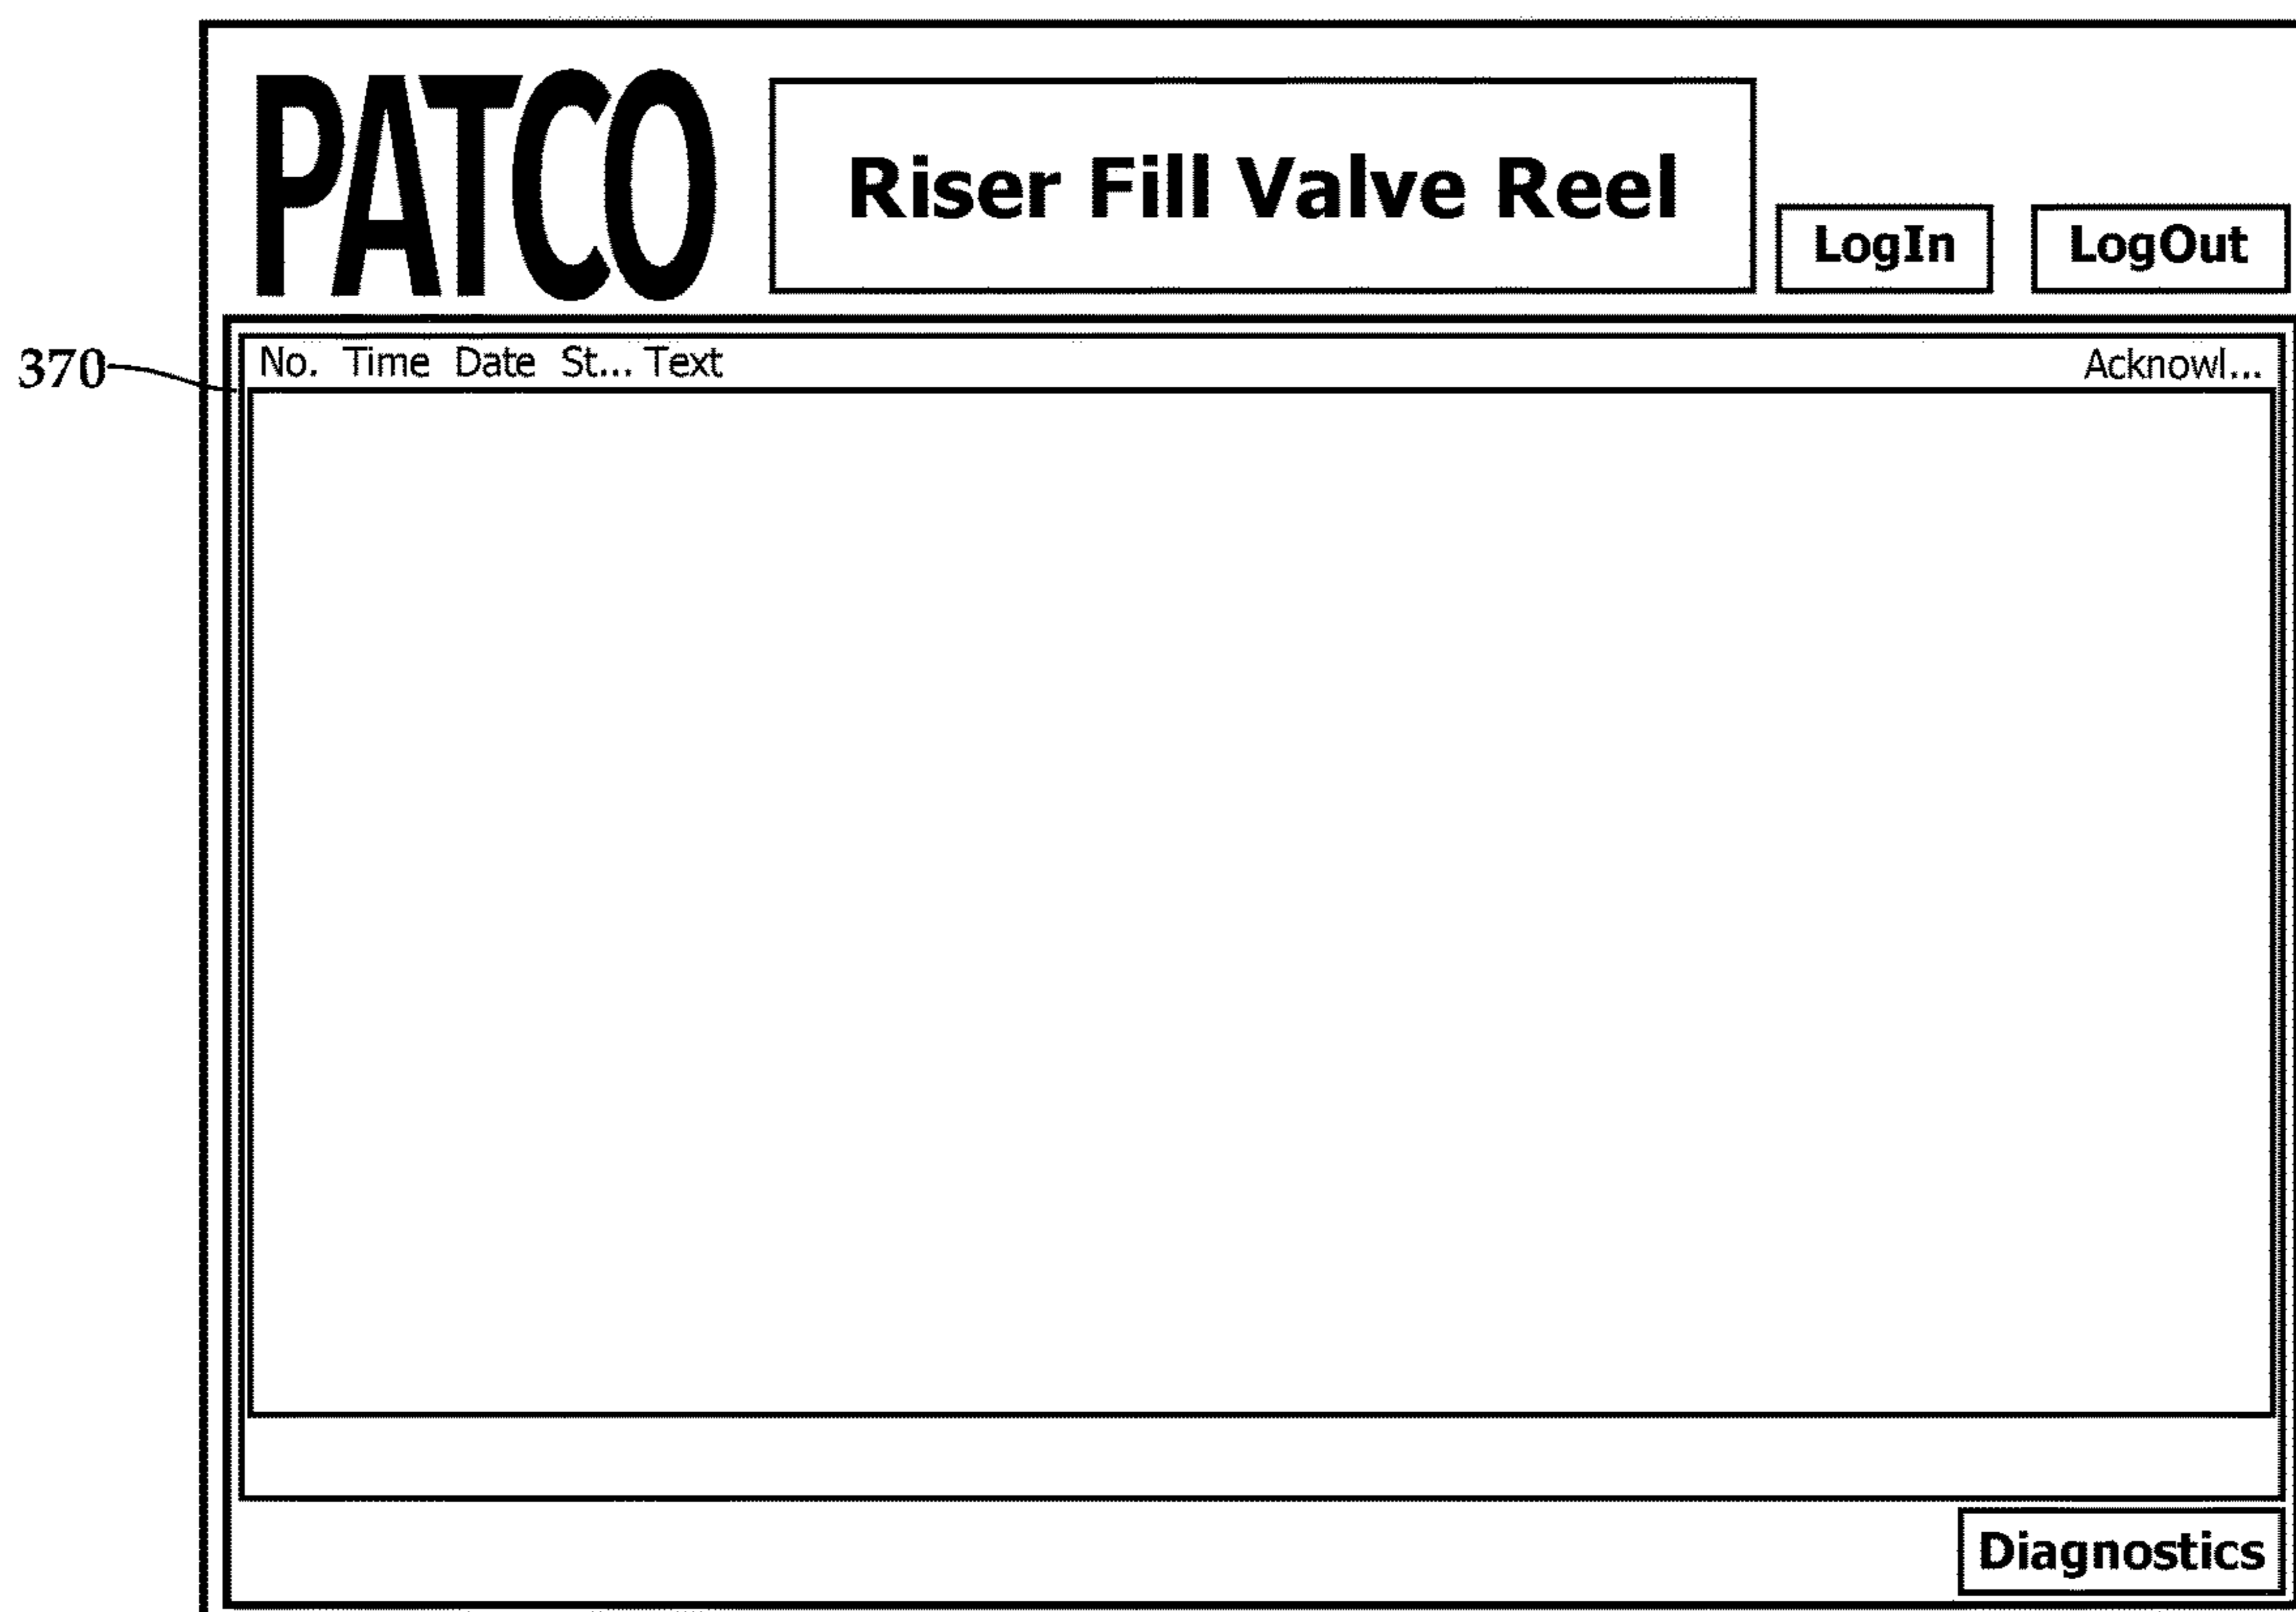 PATCO
Riser Fill Valve Reel
LogIn LogOut
370
No. Time Date St... Text Acknowl...
Diagnostics